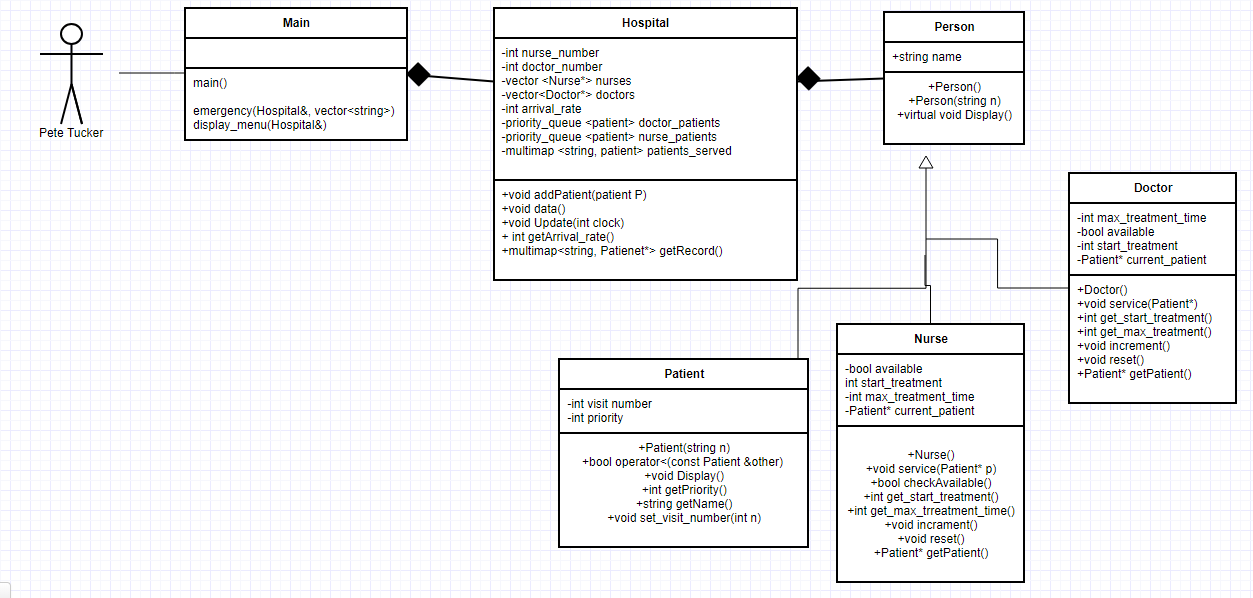 Pete Tucker
Main
main()
emergency(Hospital&, vector<string>)
display_menu(Hospital&)
Hospital
-int nurse_number
-int doctor_number
-vector <Nurse*> nurses
-vector<Doctor*> doctors
-int arrival_rate
-priority_queue <patient> doctor_patients
-priority_queue <patient> nurse_patients
-multimap <string, patient> patients_served
+void addPatient(patient P)
+void data()
+void Update(int clock)
+ int getArrival_rate()
+multimap<string, Patienet*> getRecord()
Person
+string name
+Person()
+Person(string n)
+virtual void Display()
Doctor
-int max_treatment_time
-bool available
-int start_treatment
-Patient* current_patient
+Doctor()
+void service(Patient*)
+int get_start_treatment()
+int get_max_treatment()
+void increment()
+void reset()
+Patient* getPatient()
Patient
-int visit number
-int priority
+Patient(string n)
+bool operator<(const Patient &other)
+void Display()
+int getPriority()
+string getName()
+void set_visit_number(int n)
Nurse
-bool available
int start_treatment
-int max_treatment_time
-Patient* current_patient
+Nurse()
+void service(Patient* p)
+bool checkAvailable()
+int get_start_treatment()
+int get_max_trreatment_time()
+void incrament()
+void reset()
+Patient* getPatient()